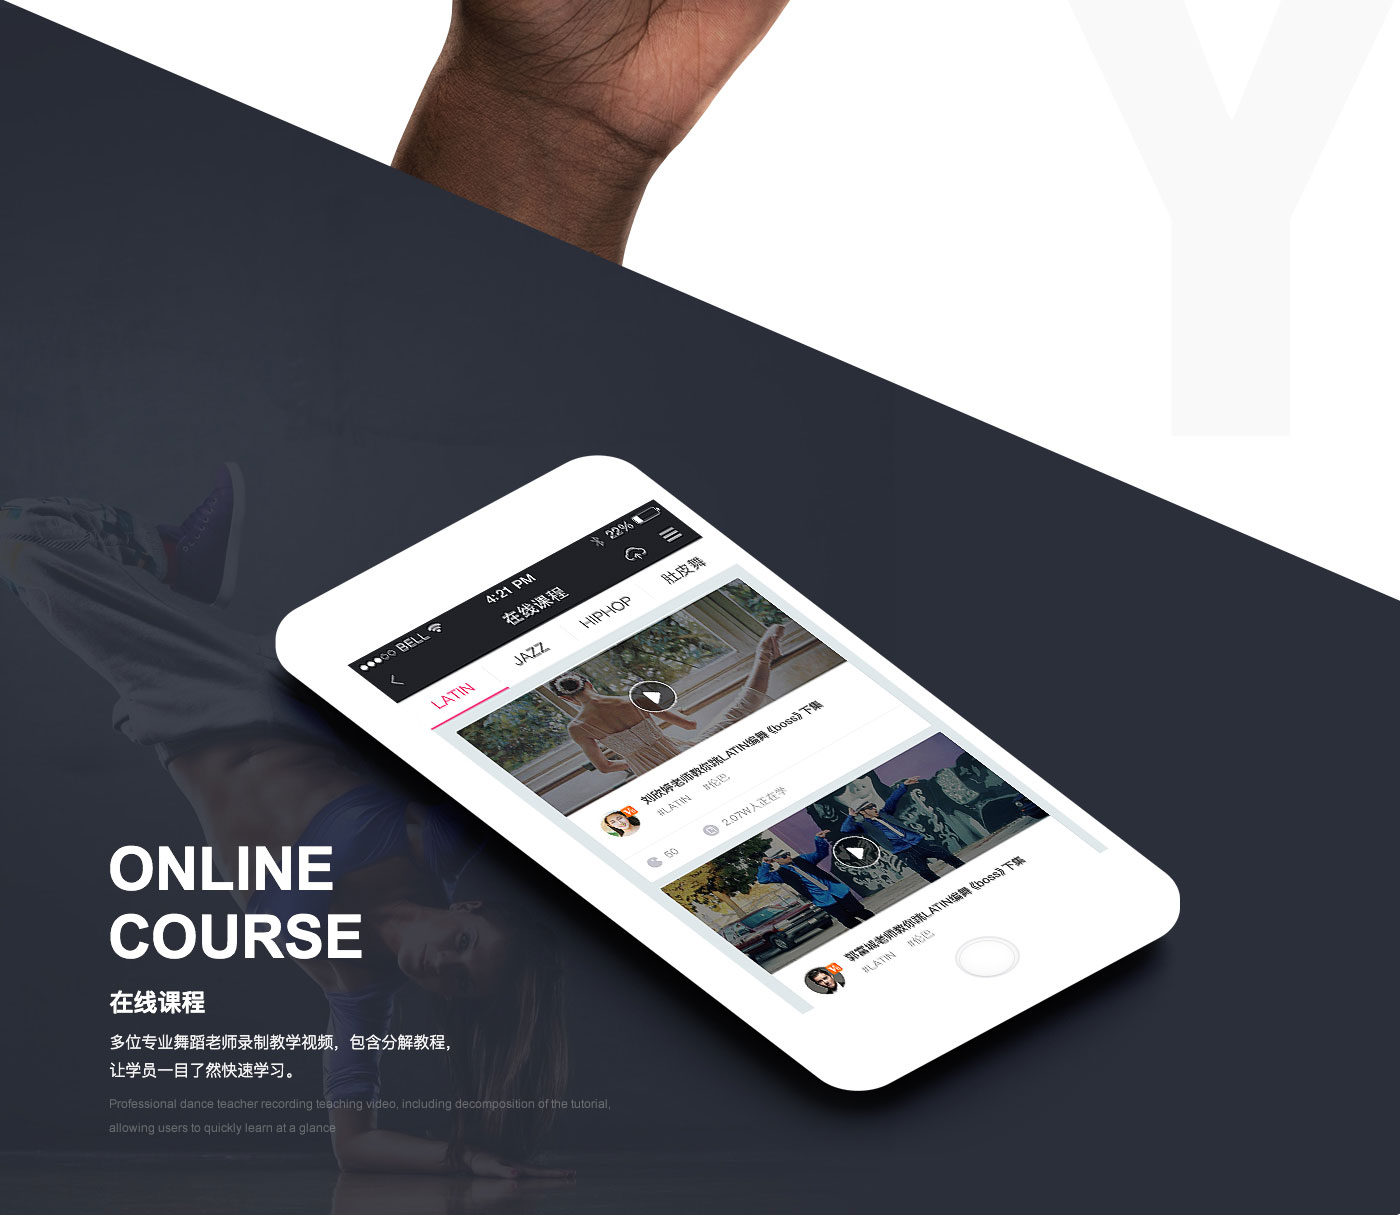 Y
BELL
4:21 PM
22%
在线课程
LATIN
JAZZ
HIPHOP
肚皮舞
刘欣婷老师教你跳LATIN编舞《boss》下集
#LATIN #伦巴
60
2.07W人正在学
郭富城老师教你跳LATIN编舞《boss》下集
#LATIN #伦巴
ONLINE
COURSE
在线课程
多位专业舞蹈老师录制教学视频，包含分解教程，
让学员一目了然快速学习。
Professional dance teacher recording teaching video, including decomposition of the tutorial,
allowing users to quickly learn at a glance